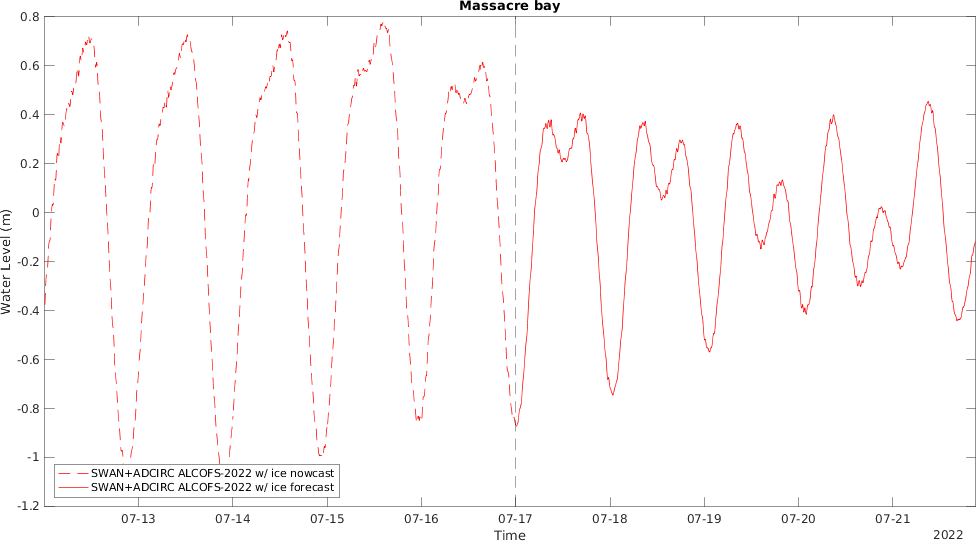 Massacre bay
Water Level (m)
0.8
0.6
0.4
0.2
0
-0.2
-0.4
-0.6
-0.8
-1
-1.2
SWAN+ADCIRC ALCOFS-2022 w/ ice nowcast
SWAN+ADCIRC ALCOFS-2022 w/ ice forecast
07-13 07-14 07-15 07-16 07-17 07-18 07-19 07-20 07-21
Time
2022